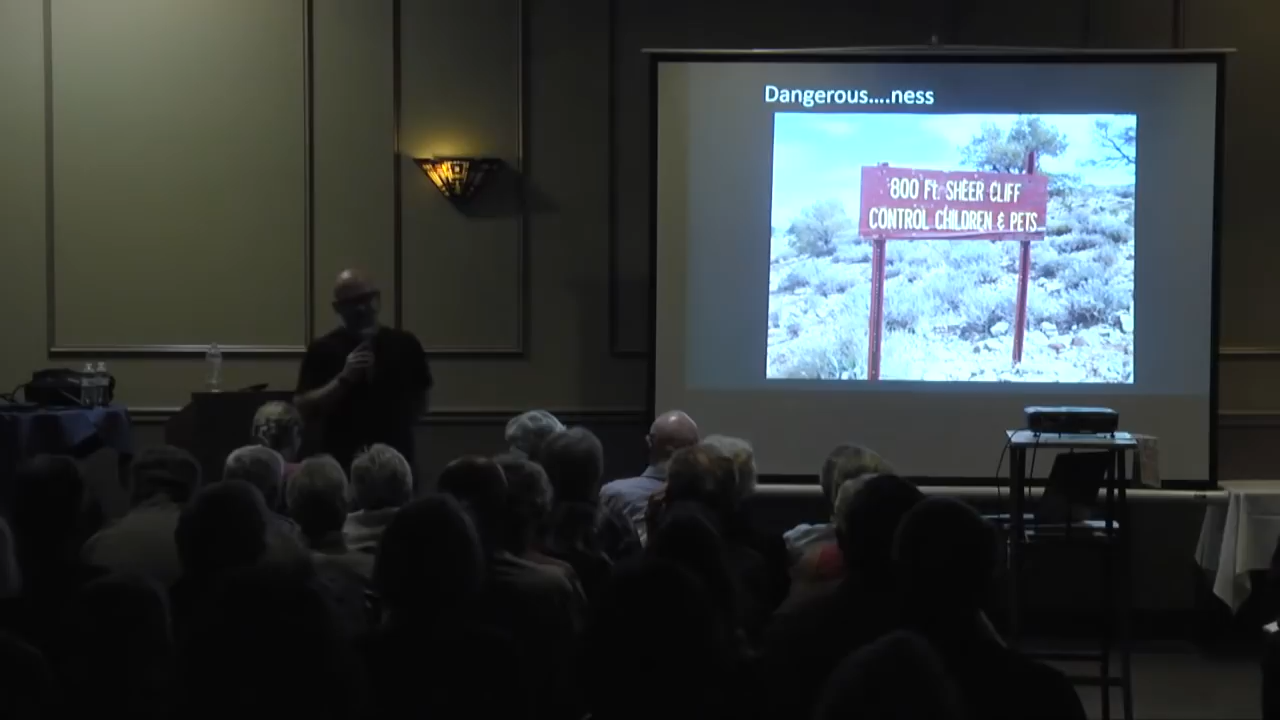 Dangerous....ness
800 Ft. SHEER CLIFF
CONTROL CHILDREN & PETS